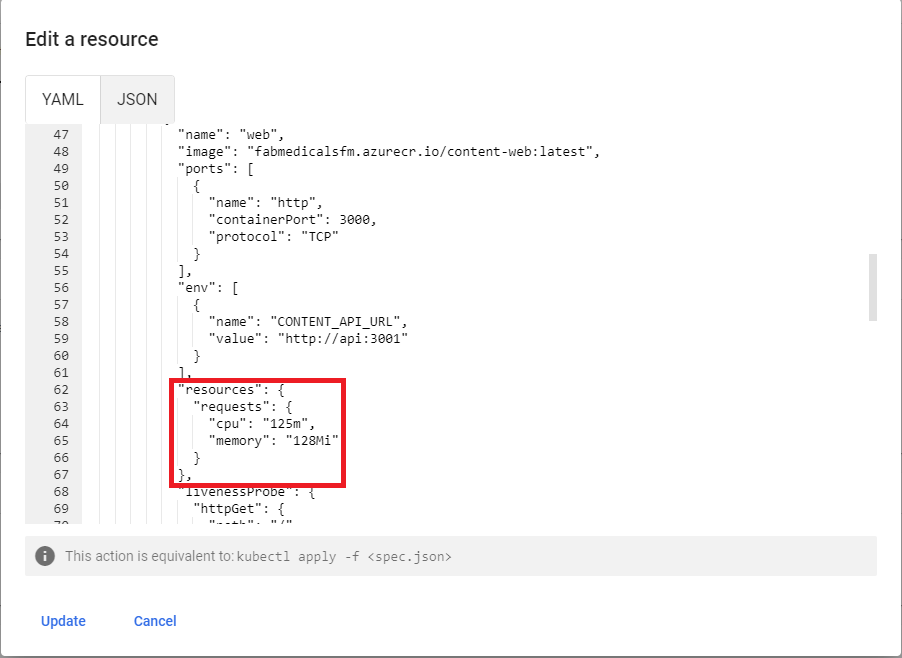 Edit a resource
YAML JSON
47 "name": "web",
48 "image": "fabmedicalsfm.azurecr.io/content-web:latest",
49 "ports": [
50 {
51 "name": "http",
52 "containerPort": 3000,
53 "protocol": "TCP"
54 }
55 ],
56 "env": [
57 {
58 "name": "CONTENT_API_URL",
59 "value": "http://api:3001"
60 }
61 ],
62 "resources": {
63 "requests": {
64 "cpu": "125m",
65 "memory": "128Mi"
66 }
67 },
68 "livenessProbe": {
69 "httpGet": {
70 "path": "/"
This action is equivalent to: kubectl apply -f <spec.json>
Update Cancel